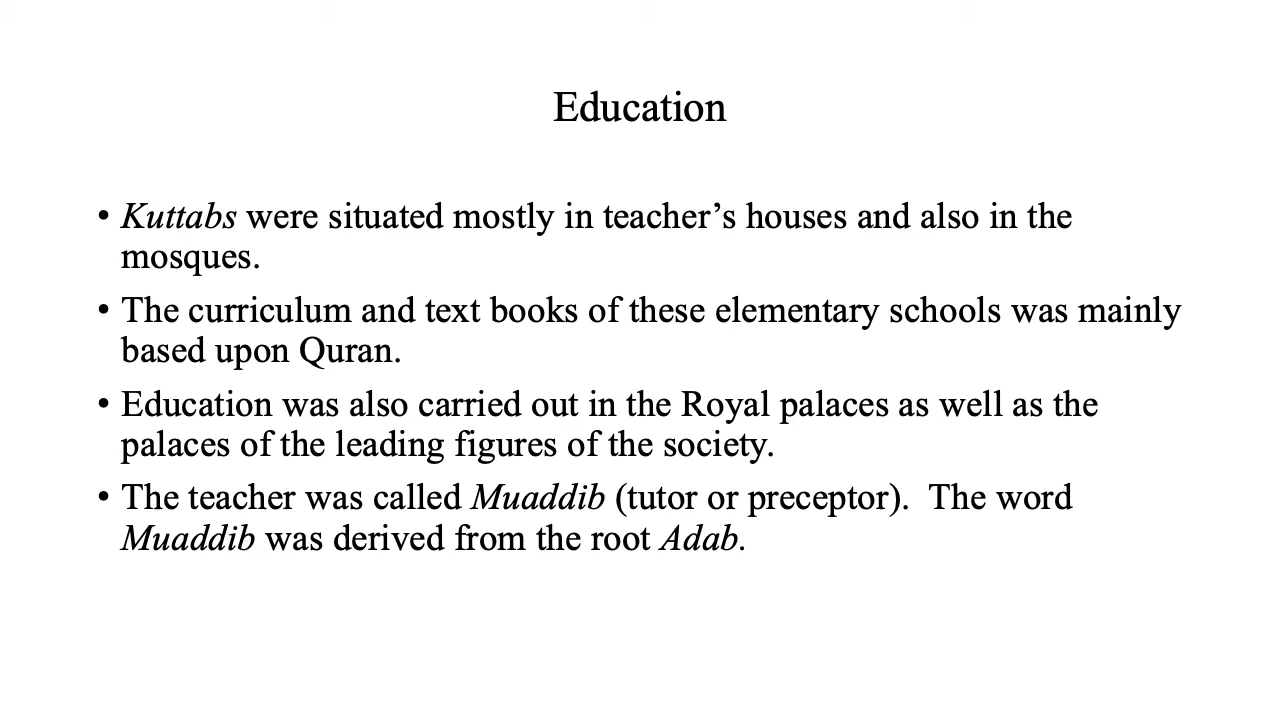 Education
• Kuttabs were situated mostly in teacher’s houses and also in the
mosques.
• The curriculum and text books of these elementary schools was mainly
based upon Quran.
• Education was also carried out in the Royal palaces as well as the
palaces of the leading figures of the society.
• The teacher was called Muaddib (tutor or preceptor).  The word
Muaddib was derived from the root Adab.